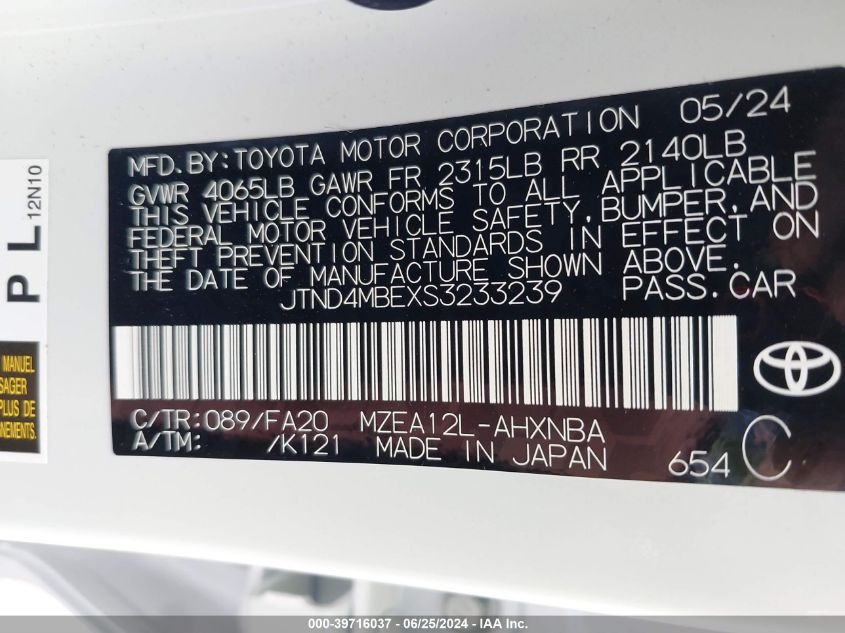 MFD.BY:TOYOTA MOTOR CORPORATION 05/24
GVWR 4065LB GAWR FR 2315LB RR 2140LB
THIS VEHICLE CONFORMS TO ALL APPLICABLE
FEDERAL MOTOR VEHICLE SAFETY,BUMPER,AND
THEFT PREVENTION STANDARDS IN EFFECT ON
THE DATE OF MANUFACTURE SHOWN ABOVE.
JTND4MBEXS3233239 PASS.CAR
C/TR:089/FA20 MZEA12L-AHXNBA
A/TM: /K121 MADE IN JAPAN 654 C
P L
12N10
MANUEL
SAGER
PLUS DE
NEMENTS.
000-39716037 - 06/25/2024 - Copyright © 2024 - IAA, Inc.